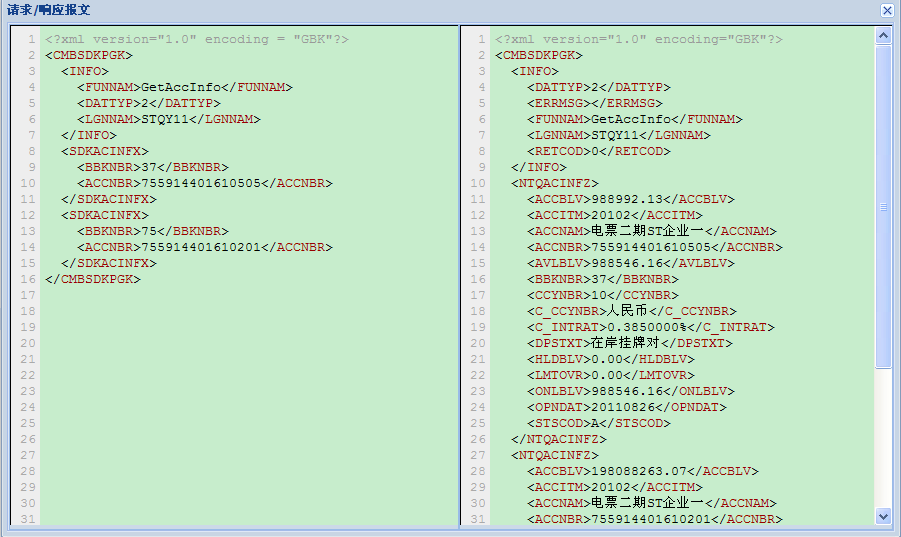 请求/响应报文
1 <?xml version="1.0" encoding = "GBK"?>
2 <CMBSDKPGK>
3 <INFO>
4 <FUNNAM>GetAccInfo</FUNNAM>
5 <DATTYP>2</DATTYP>
6 <LGNNAM>STQY11</LGNNAM>
7 </INFO>
8 <SDKACINFX>
9 <BBKNBR>37</BBKNBR>
10 <ACCNBR>755914401610505</ACCNBR>
11 </SDKACINFX>
12 <SDKACINFX>
13 <BBKNBR>75</BBKNBR>
14 <ACCNBR>755914401610201</ACCNBR>
15 </SDKACINFX>
16 </CMBSDKPGK>
17
18
19
20
21
22
23
24
25
26
27
28
29
30
31
1 <?xml version="1.0" encoding="GBK"?>
2 <CMBSDKPGK>
3 <INFO>
4 <DATTYP>2</DATTYP>
5 <ERRMSG></ERRMSG>
6 <FUNNAM>GetAccInfo</FUNNAM>
7 <LGNNAM>STQY11</LGNNAM>
8 <RETCOD>0</RETCOD>
9 </INFO>
10 <NTQACINFZ>
11 <ACCBLV>988992.13</ACCBLV>
12 <ACCITM>20102</ACCITM>
13 <ACCNAM>电票二期ST企业一</ACCNAM>
14 <ACCNBR>755914401610505</ACCNBR>
15 <AVLBLV>988546.16</AVLBLV>
16 <BBKNBR>37</BBKNBR>
17 <CCYNBR>10</CCYNBR>
18 <C_CCYNBR>人民币</C_CCYNBR>
19 <C_INTRAT>0.3850000%</C_INTRAT>
20 <DPSTXT>在岸挂牌对</DPSTXT>
21 <HLDBLV>0.00</HLDBLV>
22 <LMTOVR>0.00</LMTOVR>
23 <ONLBLV>988546.16</ONLBLV>
24 <OPNDAT>20110826</OPNDAT>
25 <STSCOD>A</STSCOD>
26 </NTQACINFZ>
27 <NTQACINFZ>
28 <ACCBLV>198088263.07</ACCBLV>
29 <ACCITM>20102</ACCITM>
30 <ACCNAM>电票二期ST企业一</ACCNAM>
31 <ACCNBR>755914401610201</ACCNBR>